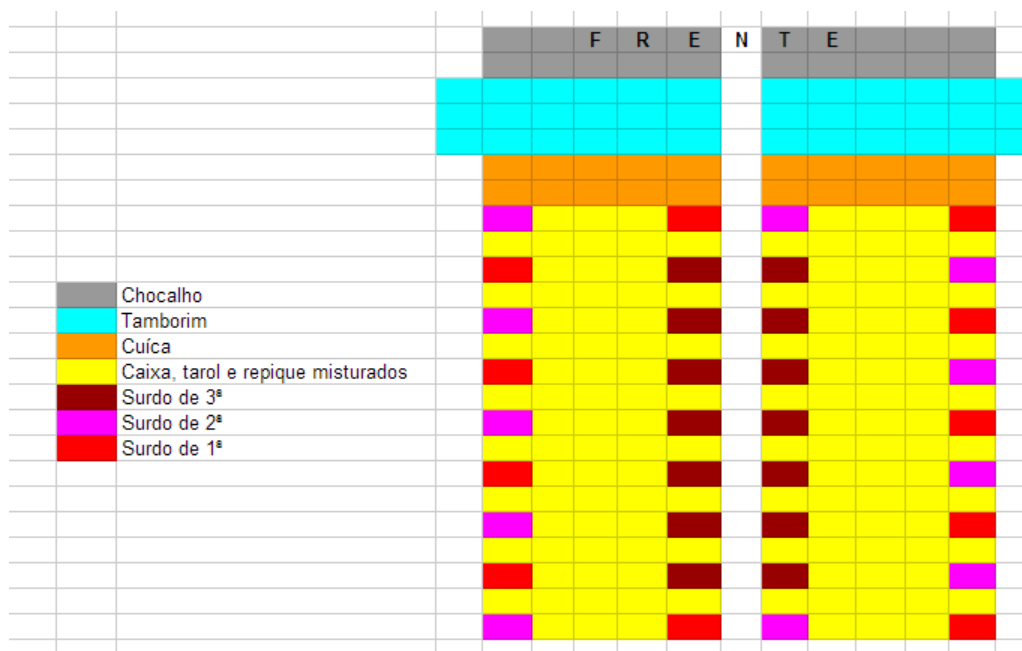 F R E N T E
Chocalho
Tamborim
Cuíca
Caixa, tarol e repique misturados
Surdo de 3ª
Surdo de 2ª
Surdo de 1ª